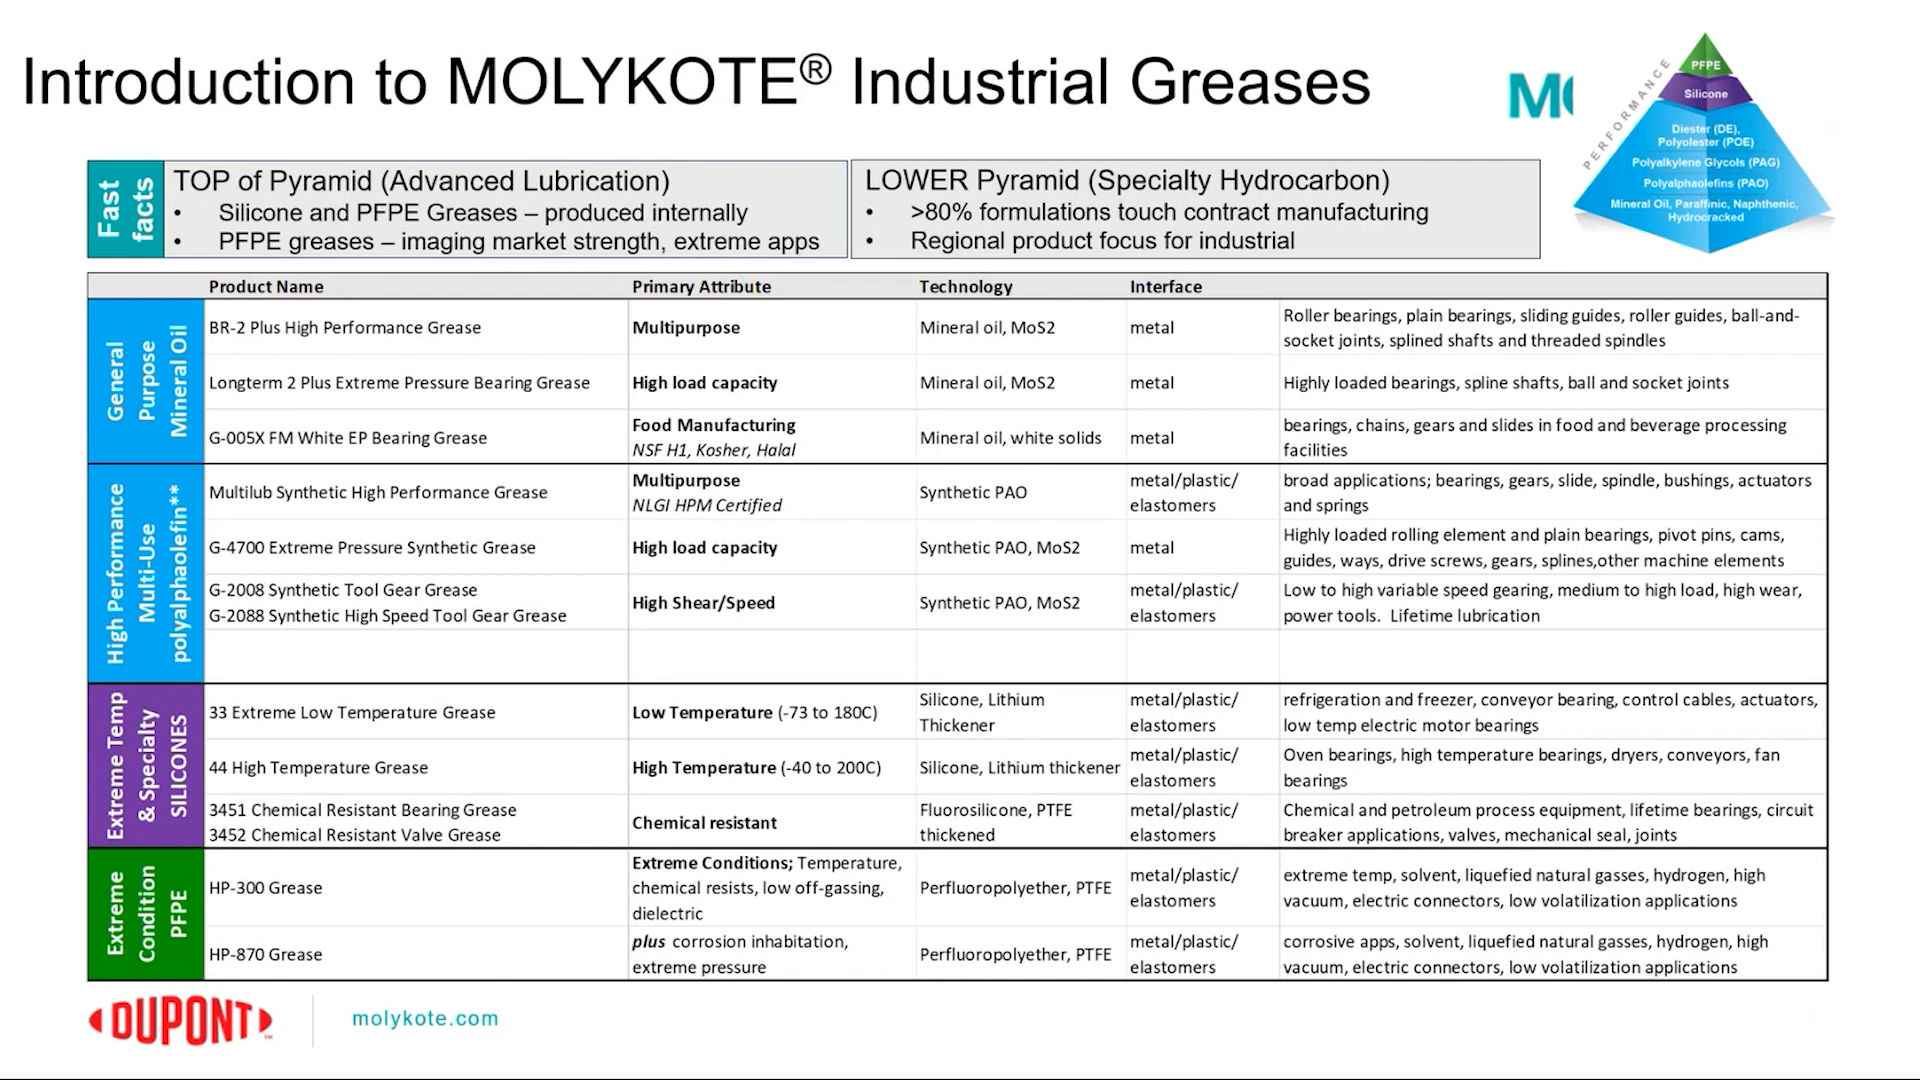 Introduction to MOLYKOTE® Industrial Greases
PERFORMANCE
PFPE
Silicone
Diester (DE),
Polyolester (POE)
Polyalkylene Glycols (PAG)
Polyalphaolefins (PAO)
Mineral Oil, Paraffinic, Naphthenic,
Hydrocracked
Fast
facts
TOP of Pyramid (Advanced Lubrication)
• Silicone and PFPE Greases – produced internally
• PFPE greases – imaging market strength, extreme apps
LOWER Pyramid (Specialty Hydrocarbon)
• >80% formulations touch contract manufacturing
• Regional product focus for industrial
Product Name Primary Attribute Technology Interface
General
Purpose
Mineral Oil
BR-2 Plus High Performance Grease
Multipurpose
Mineral oil, MoS2
metal
Roller bearings, plain bearings, sliding guides, roller guides, ball-and-
socket joints, splined shafts and threaded spindles
Longterm 2 Plus Extreme Pressure Bearing Grease
High load capacity
Mineral oil, MoS2
metal
Highly loaded bearings, spline shafts, ball and socket joints
G-005X FM White EP Bearing Grease
Food Manufacturing
NSF H1, Kosher, Halal
Mineral oil, white solids
metal
bearings, chains, gears and slides in food and beverage processing
facilities
High Performance
Multi-Use
polyalphaolefin**
Multilub Synthetic High Performance Grease
Multipurpose
NLGI HPM Certified
Synthetic PAO
metal/plastic/
elastomers
broad applications; bearings, gears, slide, spindle, bushings, actuators
and springs
G-4700 Extreme Pressure Synthetic Grease
High load capacity
Synthetic PAO, MoS2
metal
Highly loaded rolling element and plain bearings, pivot pins, cams,
guides, ways, drive screws, gears, splines,other machine elements
G-2008 Synthetic Tool Gear Grease
G-2088 Synthetic High Speed Tool Gear Grease
High Shear/Speed
Synthetic PAO, MoS2
metal/plastic/
elastomers
Low to high variable speed gearing, medium to high load, high wear,
power tools. Lifetime lubrication
Extreme Temp
& Specialty
SILICONES
33 Extreme Low Temperature Grease
Low Temperature (-73 to 180C)
Silicone, Lithium
Thickener
metal/plastic/
elastomers
refrigeration and freezer, conveyor bearing, control cables, actuators,
low temp electric motor bearings
44 High Temperature Grease
High Temperature (-40 to 200C)
Silicone, Lithium thickener
metal/plastic/
elastomers
Oven bearings, high temperature bearings, dryers, conveyors, fan
bearings
3451 Chemical Resistant Bearing Grease
3452 Chemical Resistant Valve Grease
Chemical resistant
Fluorosilicone, PTFE
thickened
metal/plastic/
elastomers
Chemical and petroleum process equipment, lifetime bearings, circuit
breaker applications, valves, mechanical seal, joints
Extreme
Condition
PFPE
HP-300 Grease
Extreme Conditions; Temperature,
chemical resists, low off-gassing,
dielectric
Perfluoropolyether, PTFE
metal/plastic/
elastomers
extreme temp, solvent, liquefied natural gasses, hydrogen, high
vacuum, electric connectors, low volatilization applications
HP-870 Grease
plus corrosion inhabitation,
extreme pressure
Perfluoropolyether, PTFE
metal/plastic/
elastomers
corrosive apps, solvent, liquefied natural gasses, hydrogen, high
vacuum, electric connectors, low volatilization applications
DUPONT™
molykote.com